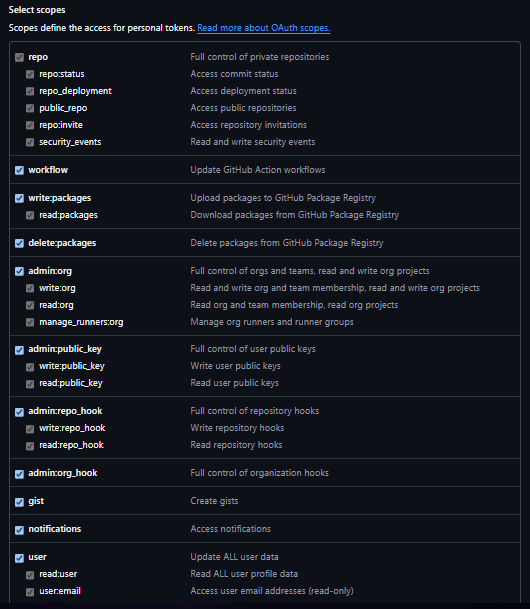 Select scopes
Scopes define the access for personal tokens. Read more about OAuth scopes.
repo Full control of private repositories
repo:status Access commit status
repo_deployment Access deployment status
public_repo Access public repositories
repo:invite Access repository invitations
security_events Read and write security events
workflow Update GitHub Action workflows
write:packages Upload packages to GitHub Package Registry
read:packages Download packages from GitHub Package Registry
delete:packages Delete packages from GitHub Package Registry
admin:org Full control of orgs and teams, read and write org projects
write:org Read and write org and team membership, read and write org projects
read:org Read org and team membership, read org projects
manage_runners:org Manage org runners and runner groups
admin:public_key Full control of user public keys
write:public_key Write user public keys
read:public_key Read user public keys
admin:repo_hook Full control of repository hooks
write:repo_hook Write repository hooks
read:repo_hook Read repository hooks
admin:org_hook Full control of organization hooks
gist Create gists
notifications Access notifications
user Update ALL user data
read:user Read ALL user profile data
user:email Access user email addresses (read-only)